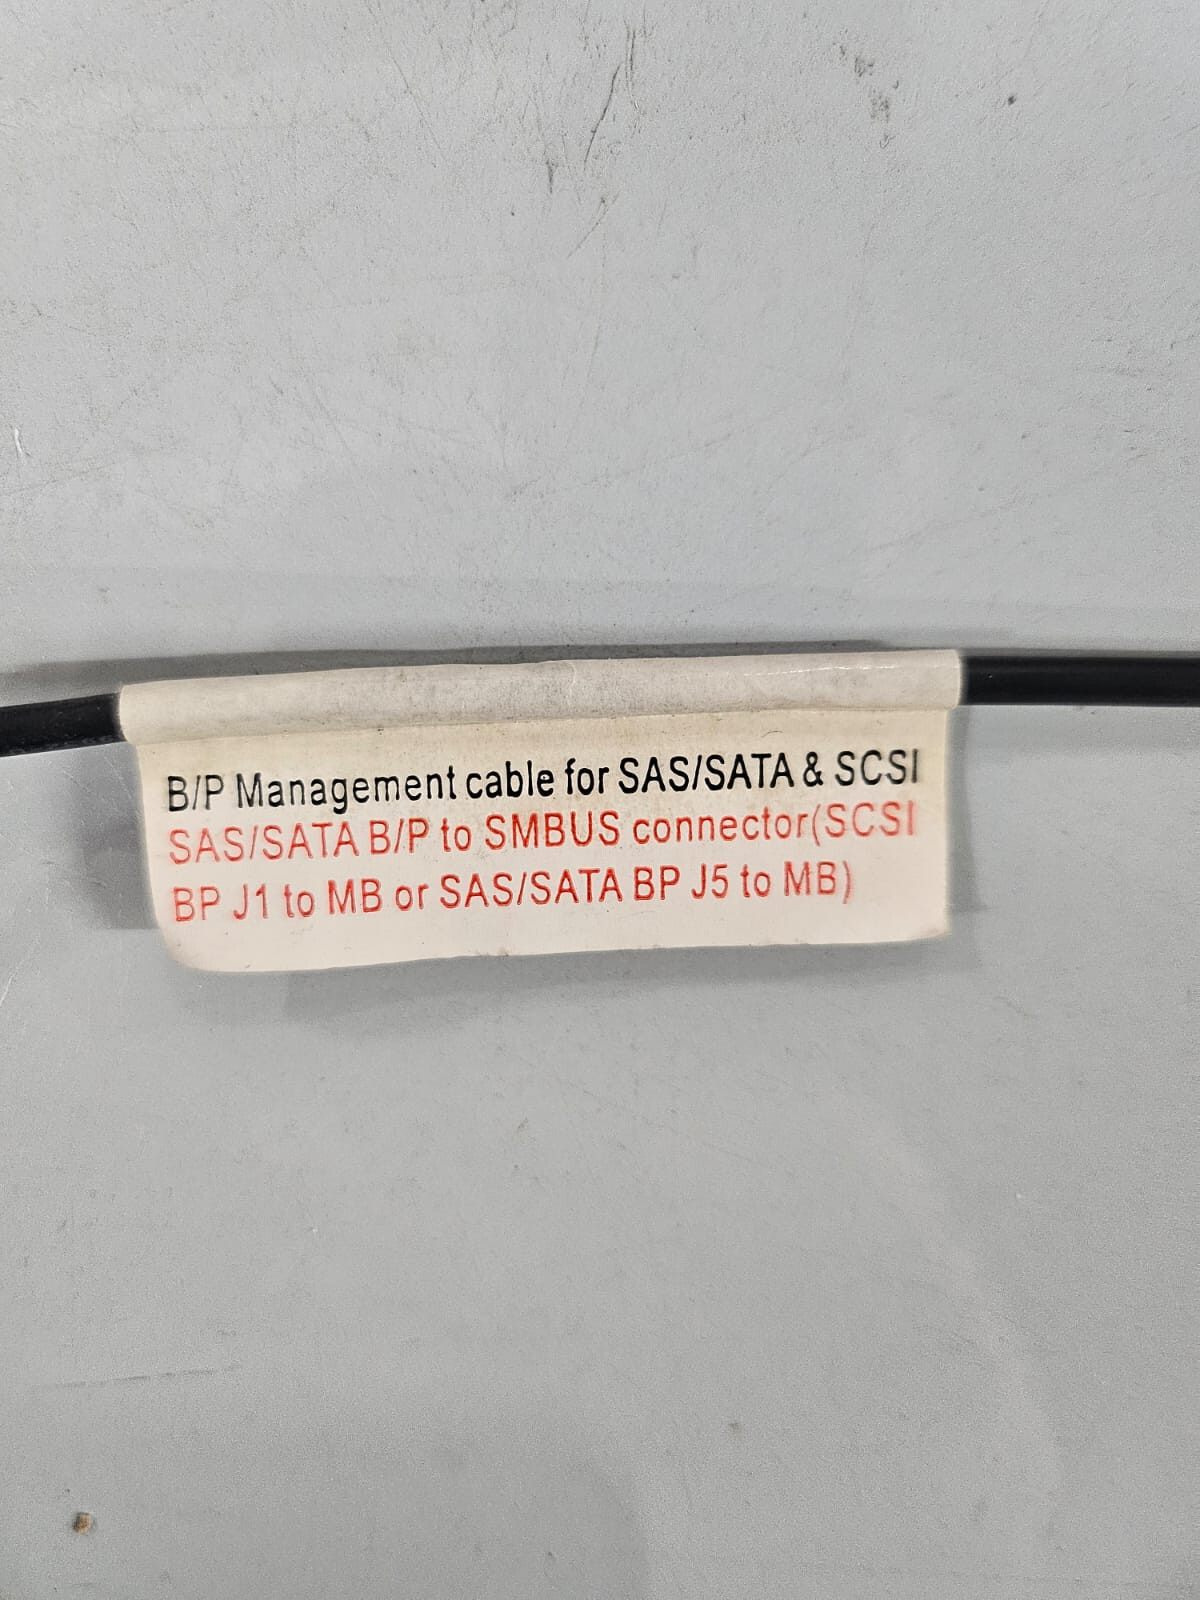 B/P Management cable for SAS/SATA & SCSI
SAS/SATA B/P to SMBUS connector(SCSI
BP J1 to MB or SAS/SATA BP J5 to MB)